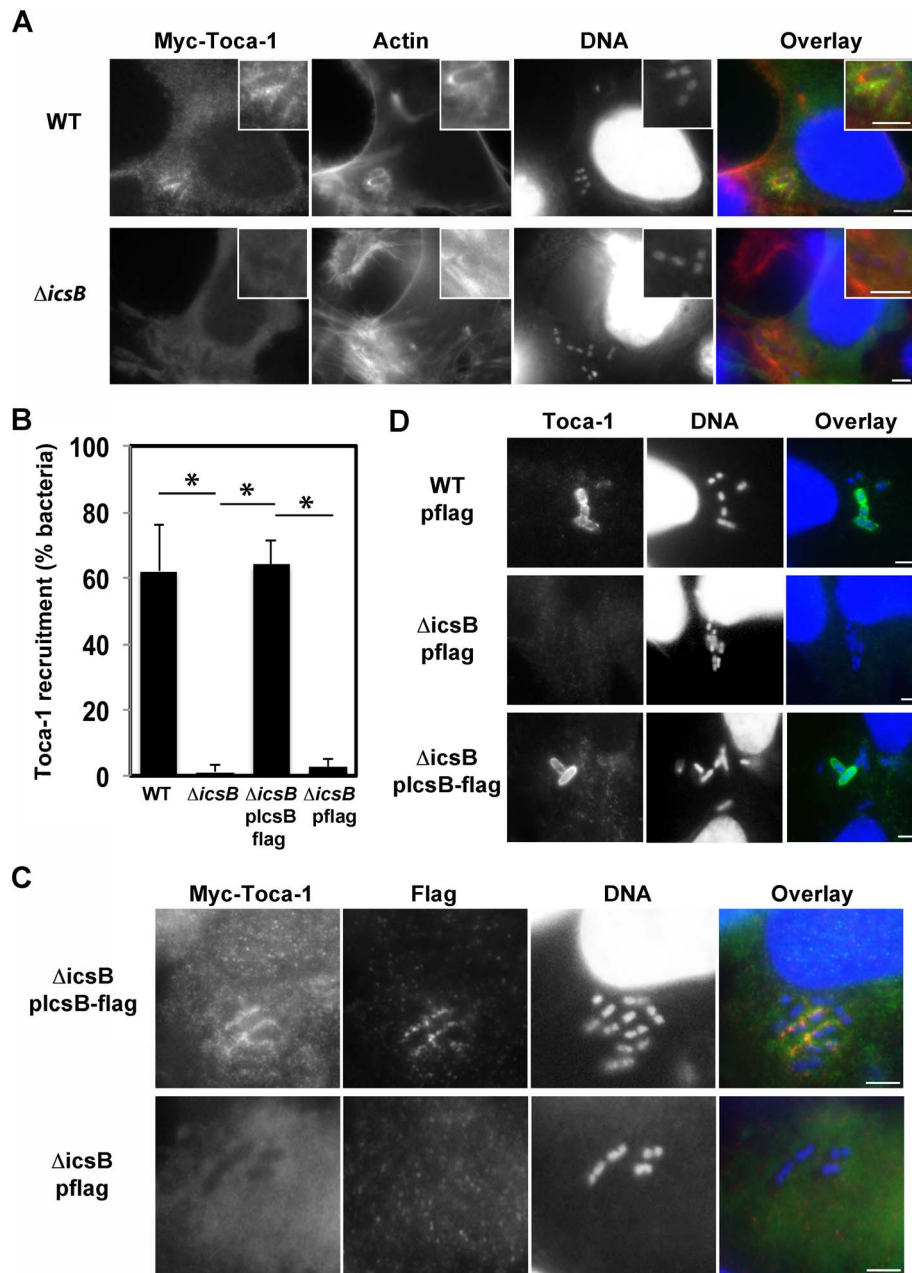 A
Myc-Toca-1 Actin DNA Overlay
WT
ΔicsB
B
Toca-1 recruitment (% bacteria)
100
80
60
40
20
0
* * *
WT ΔicsB ΔicsB pIcsB flag ΔicsB pflag
D
Toca-1 DNA Overlay
WT
pflag
ΔicsB
pflag
ΔicsB
pIcsB-flag
C
Myc-Toca-1 Flag DNA Overlay
ΔicsB
pIcsB-flag
ΔicsB
pflag